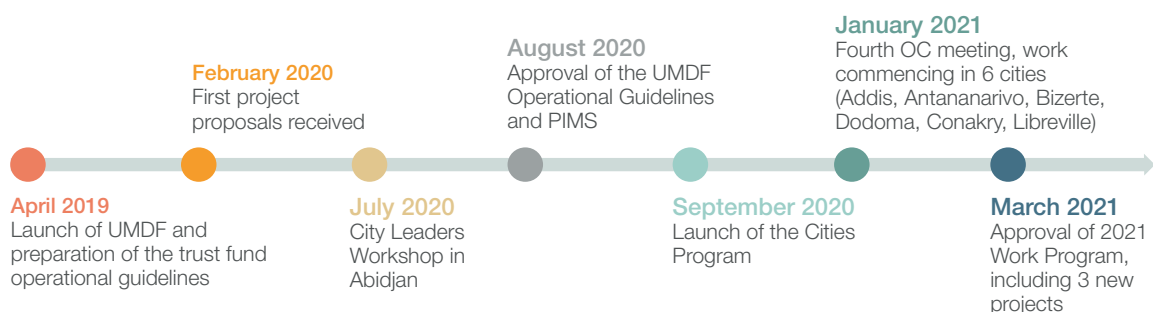 April 2019
Launch of UMDF and
preparation of the trust fund
operational guidelines
February 2020
First project
proposals received
July 2020
City Leaders
Workshop in
Abidjan
August 2020
Approval of the UMDF
Operational Guidelines
and PIMS
September 2020
Launch of the Cities
Program
January 2021
Fourth OC meeting, work
commencing in 6 cities
(Addis, Antananarivo, Bizerte,
Dodoma, Conakry, Libreville)
March 2021
Approval of 2021
Work Program,
including 3 new
projects